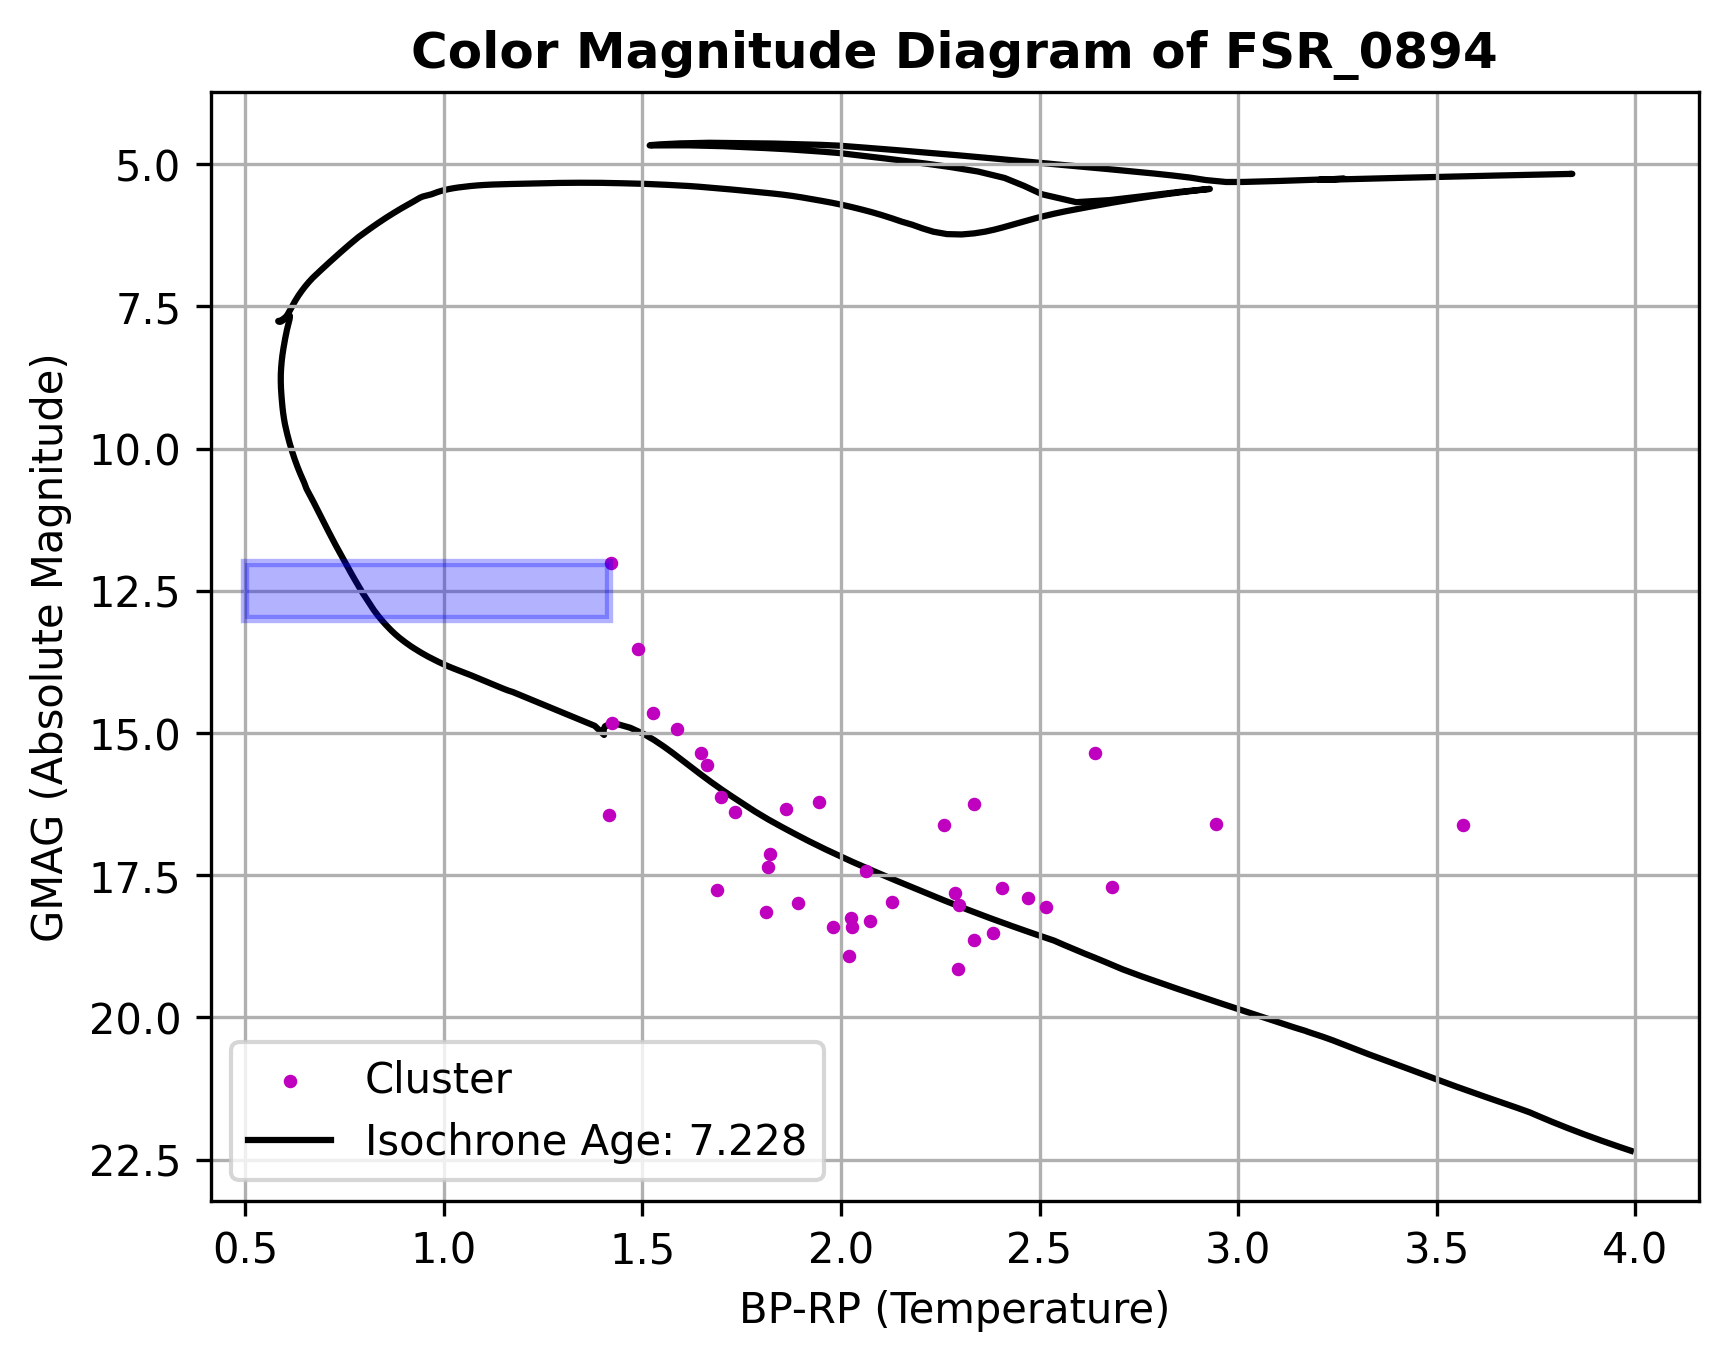 Color Magnitude Diagram of FSR_0894
GMAG (Absolute Magnitude)
5.0
7.5
10.0
12.5
15.0
17.5
20.0
22.5
Cluster
Isochrone Age: 7.228
0.5 1.0 1.5 2.0 2.5 3.0 3.5 4.0
BP-RP (Temperature)